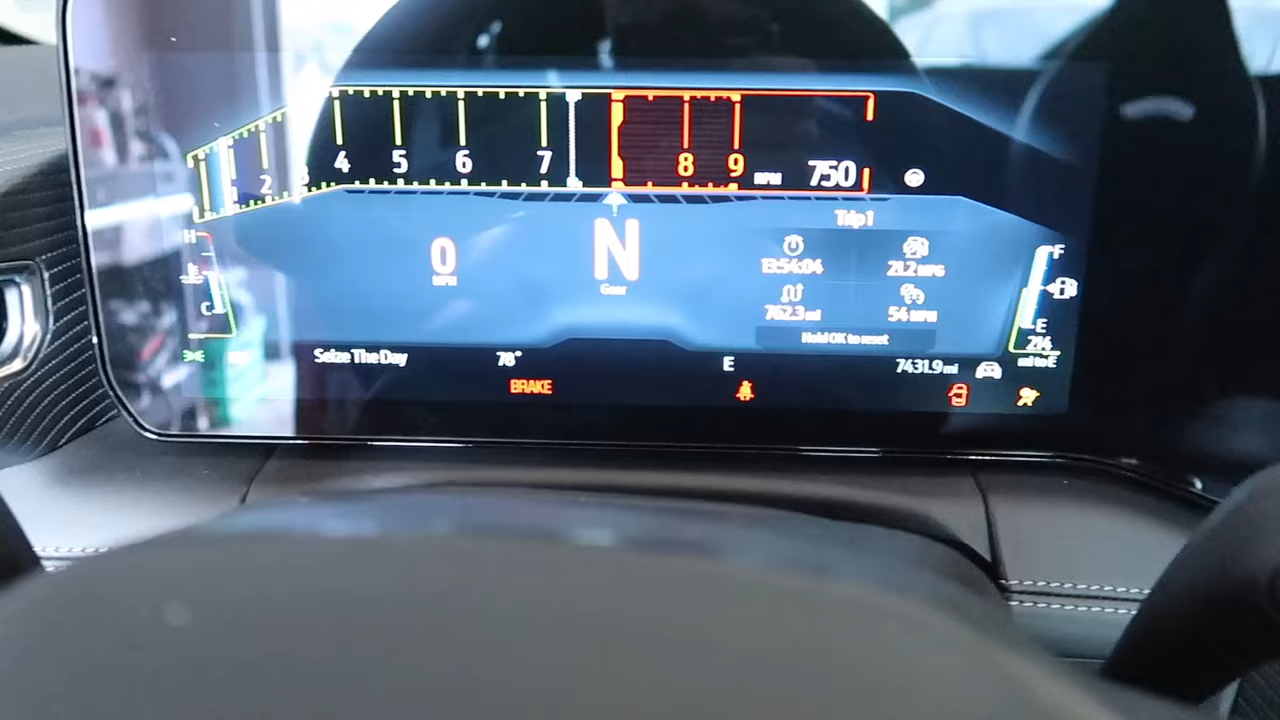 2 3 4 5 6 7 8 9 RPM 750
H
C
0
MPH
N
Gear
Trip 1
13:54:04 21.2 MPG
762.3 mi 54 MPH
Hold OK to reset
F
E
214
mi to E
Seize The Day 78° E 7431.9 mi
BRAKE